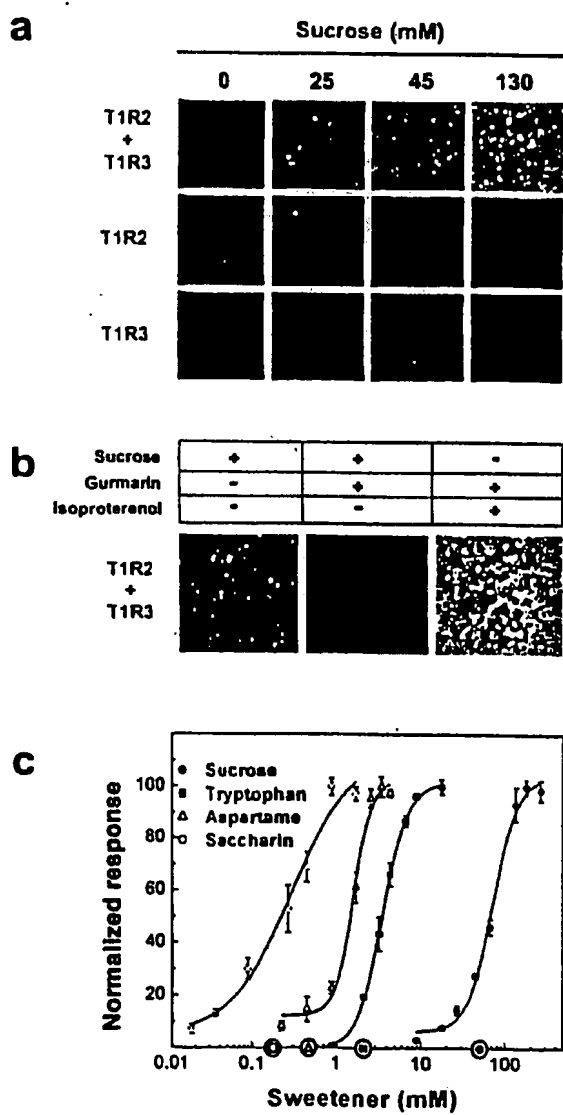 a
Sucrose (mM)
0 25 45 130
T1R2
+
T1R3
T1R2
T1R3
b
Sucrose + + -
Gurmarin - + +
Isoproterenol - - +
T1R2
+
T1R3
c
Sucrose
Tryptophan
Aspartame
Saccharin
Normalized response
100
80
60
40
20
0.01 0.1 1 10 100
Sweetener (mM)